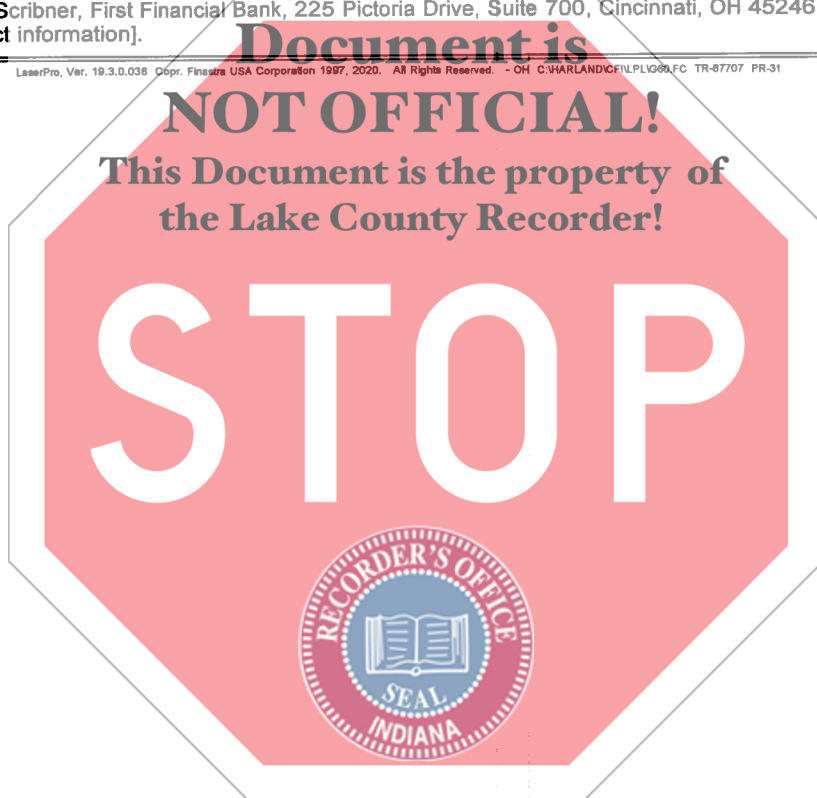 Scribner, First Financial Bank, 225 Pictoria Drive, Suite 700, Cincinnati, OH 45246
ct information].
Document is
LaserPro, Ver. 19.3.0.038 Copr. Finastra USA Corporation 1997, 2020. All Rights Reserved. - OH C:\HARLAND\CFI\LPL\G60.FC TR-87707 PR-31
NOT OFFICIAL!
This Document is the property of
the Lake County Recorder!
STOP
RECORDER'S OFFICE
SEAL
INDIANA